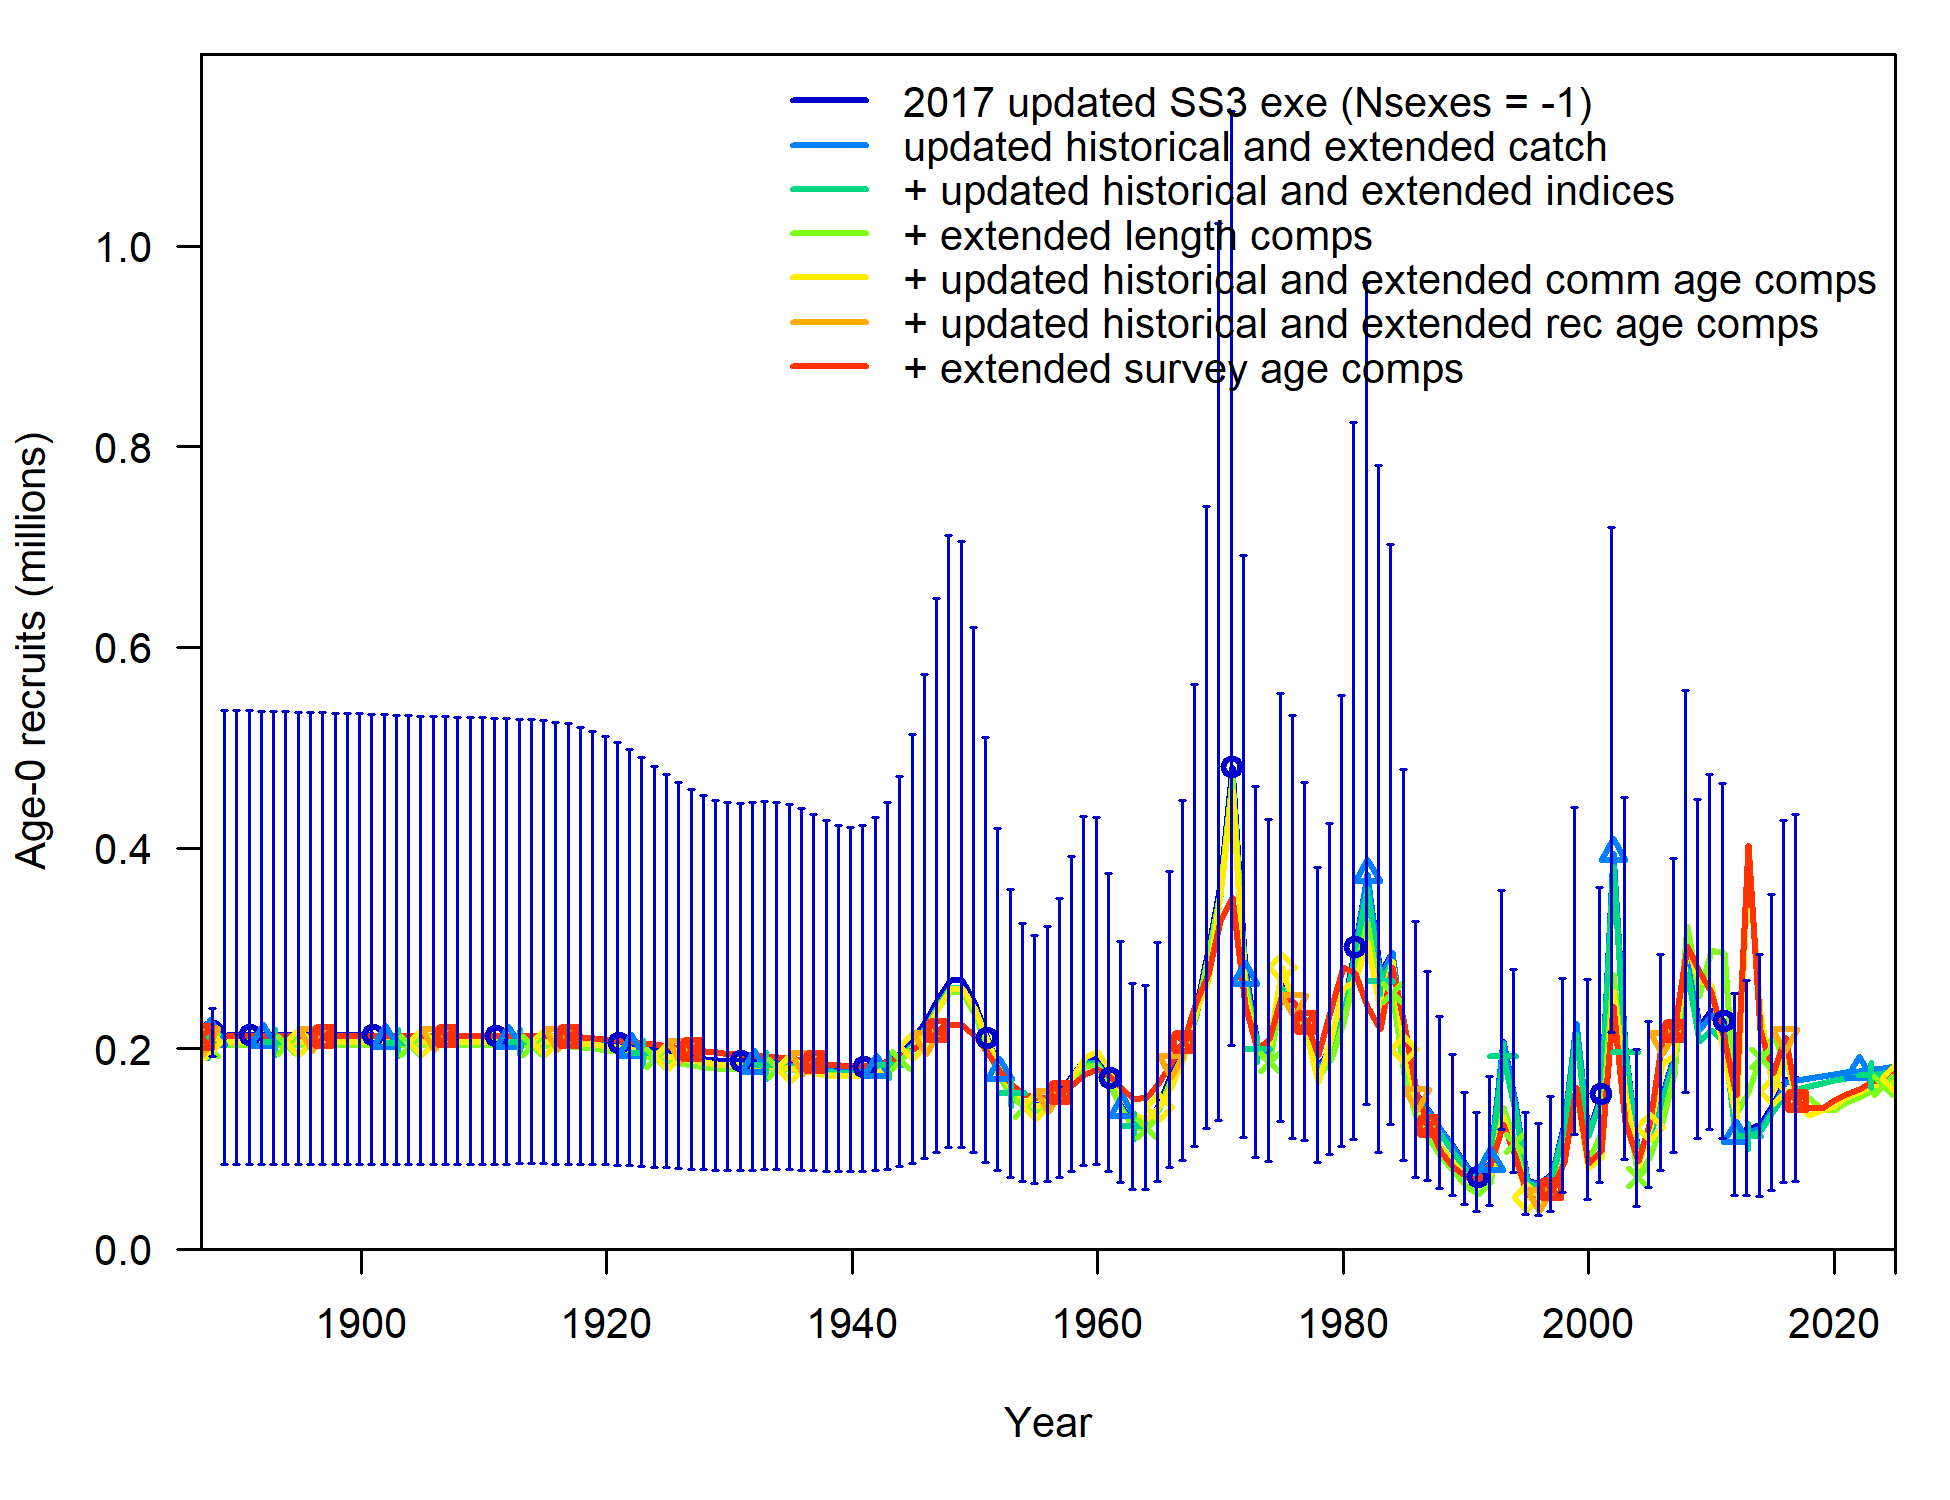 2017 updated SS3 exe (Nsexes = -1)
updated historical and extended catch
+ updated historical and extended indices
+ extended length comps
+ updated historical and extended comm age comps
+ updated historical and extended rec age comps
+ extended survey age comps
Age-0 recruits (millions)
1.0
0.8
0.6
0.4
0.2
0.0
1900 1920 1940 1960 1980 2000 2020
Year